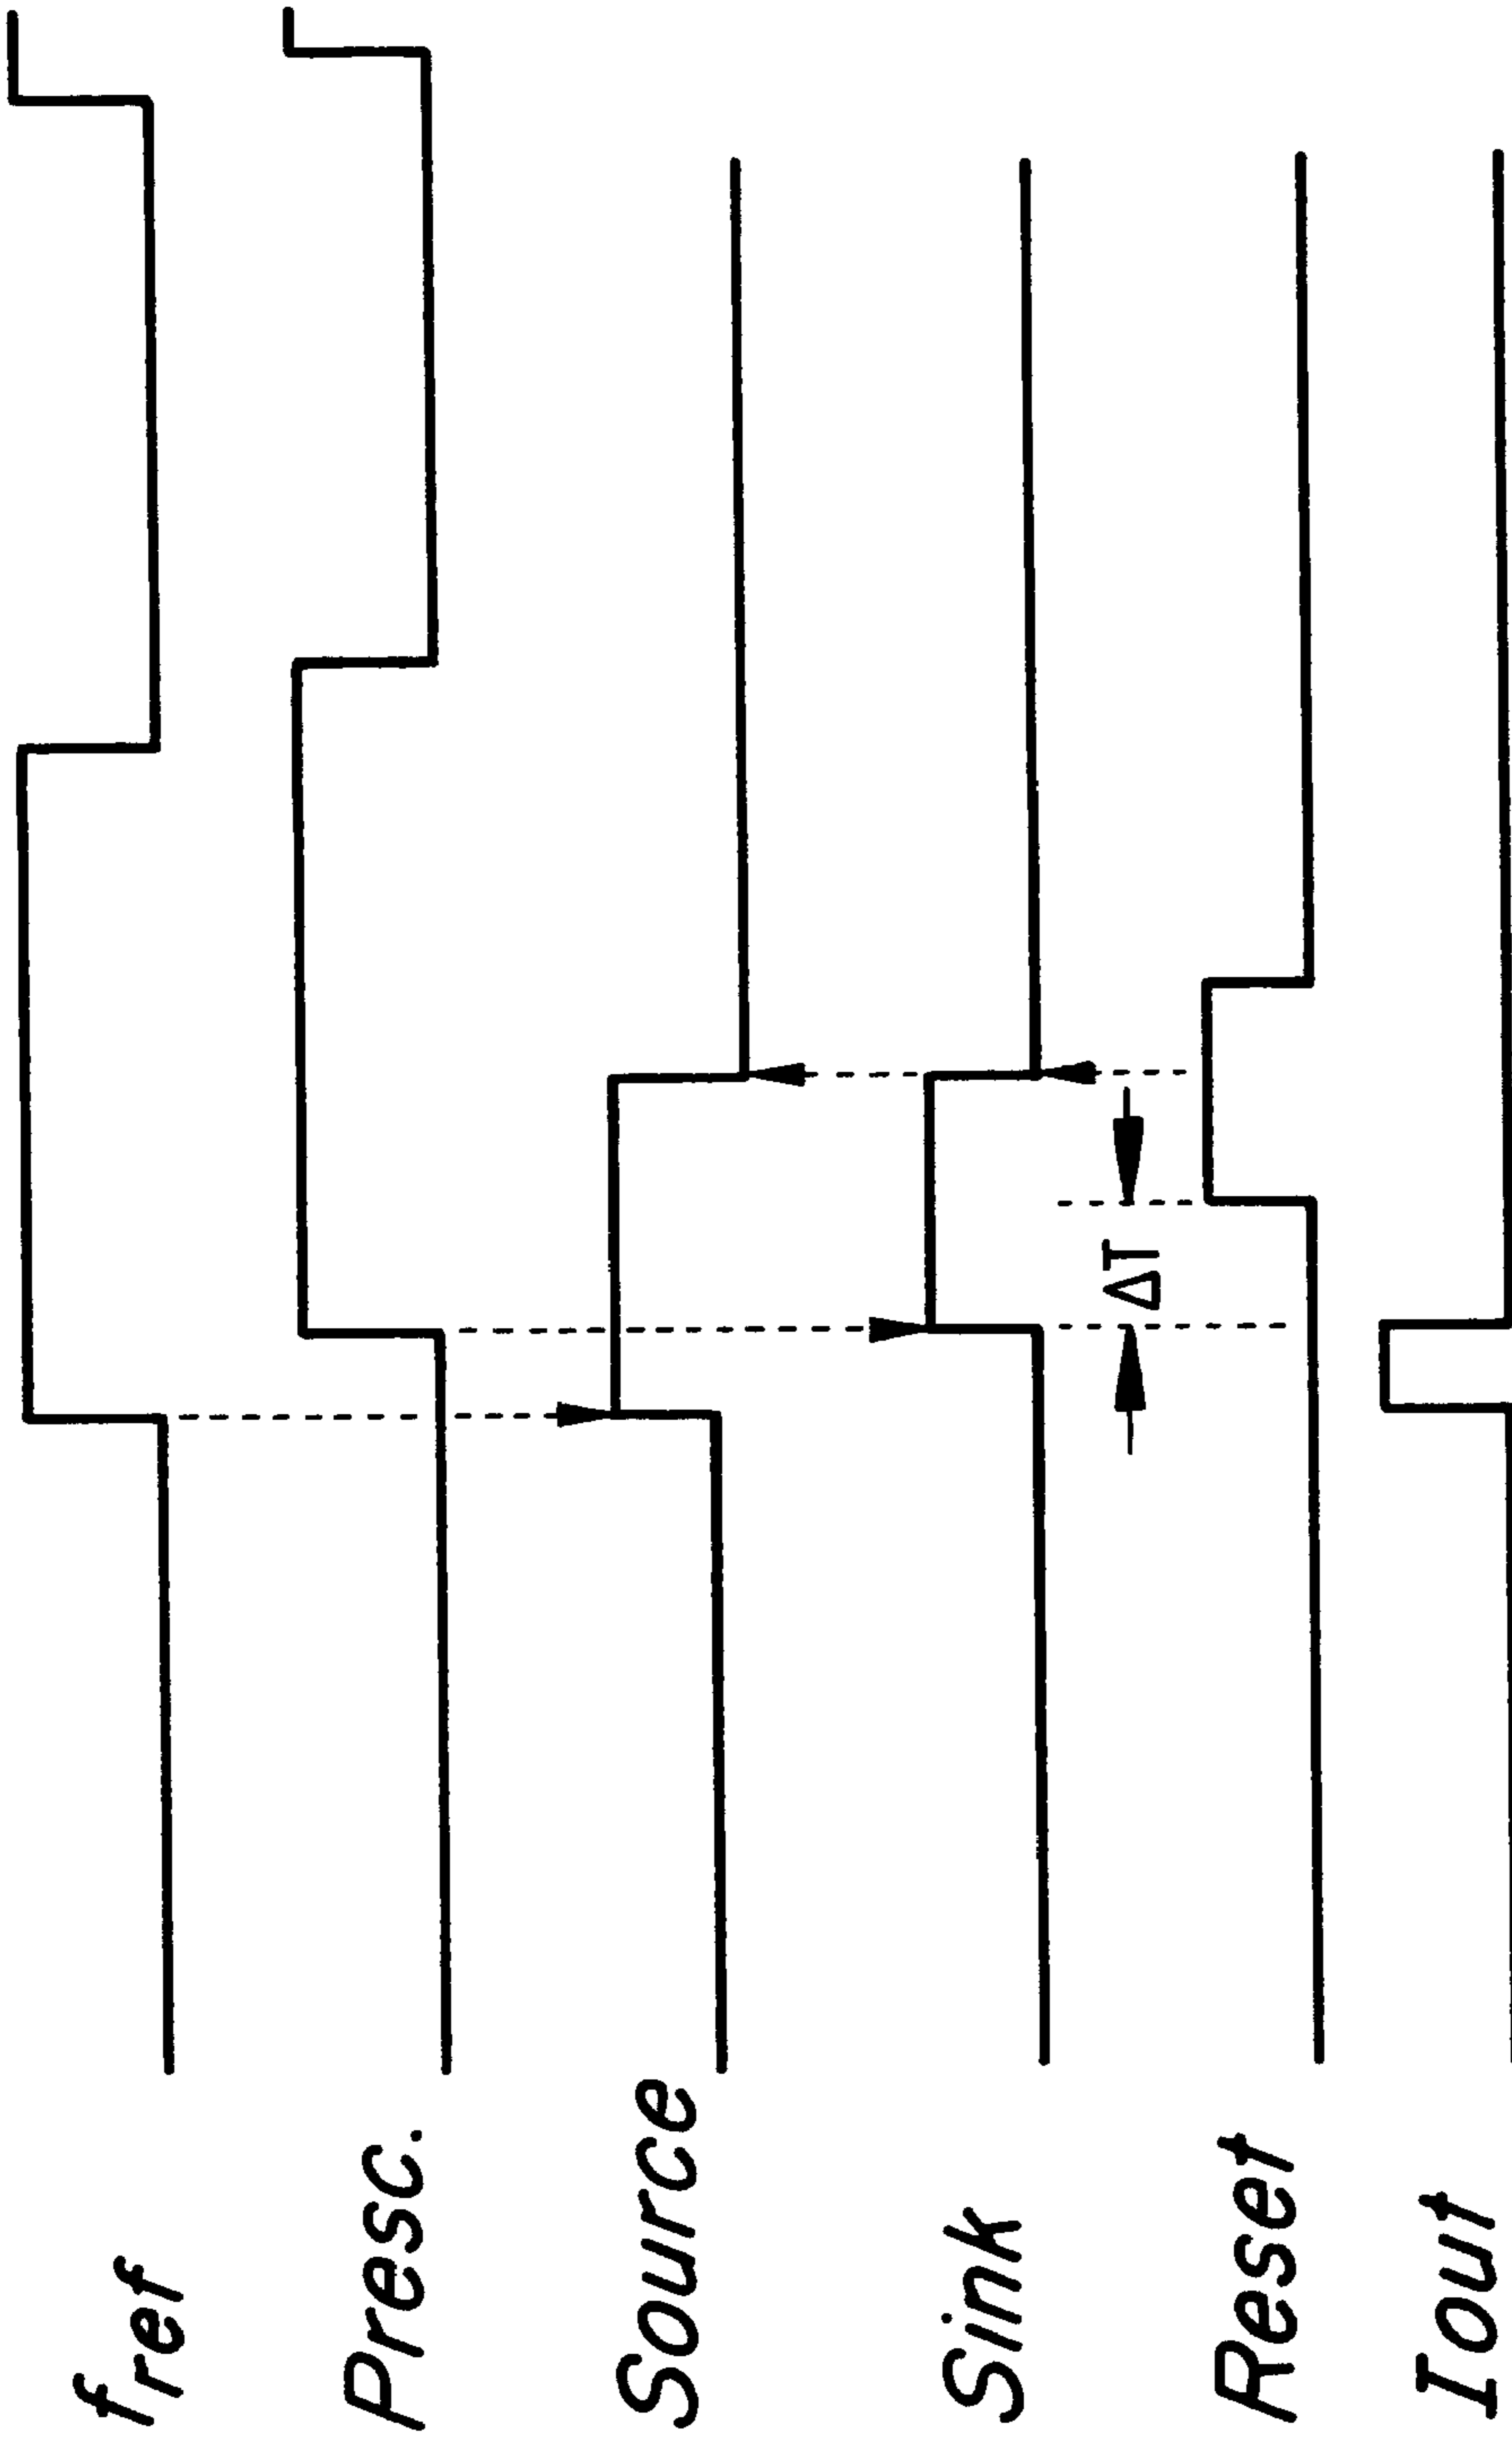 fref
Presc.
Source
Sink
ΔT
Reset
Iout